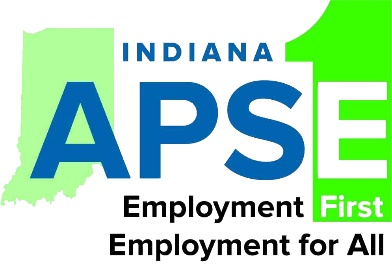 INDIANA
APSE
Employment First
Employment for All